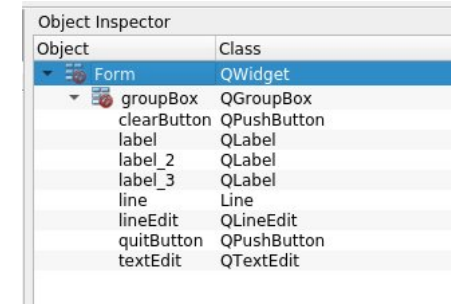 Object Inspector
Object Class
Form QWidget
groupBox QGroupBox
clearButton QPushButton
label QLabel
label_2 QLabel
label_3 QLabel
line Line
lineEdit QLineEdit
quitButton QPushButton
textEdit QTextEdit